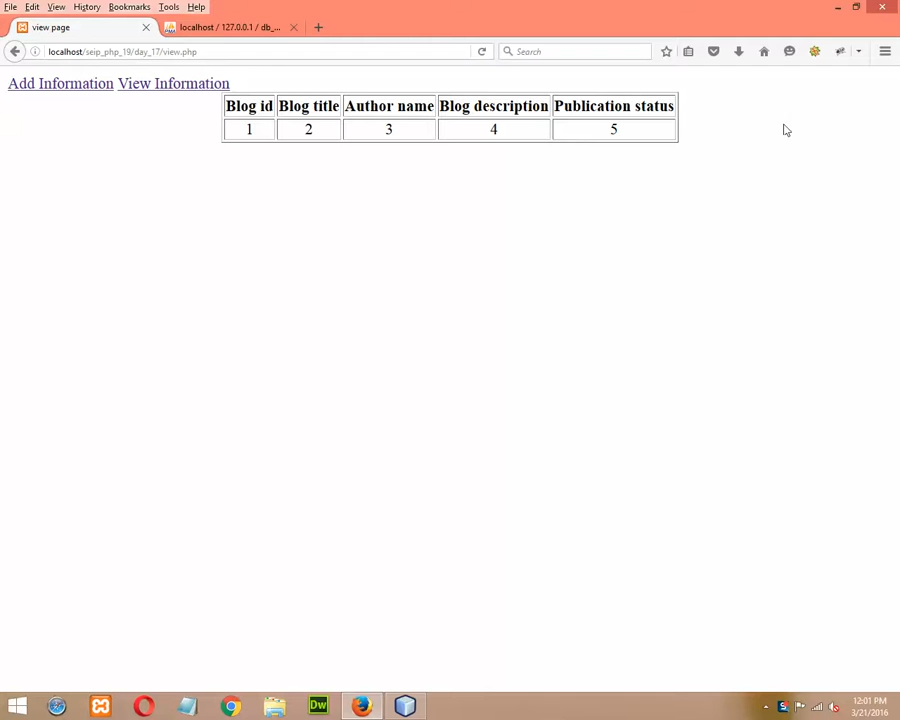 File Edit View History Bookmarks Tools Help
view page localhost / 127.0.0.1 / db_...
localhost/seip_php_19/day_17/view.php Search
Add Information View Information
Blog id Blog title Author name Blog description Publication status
1 2 3 4 5
Dw 12:01 PM
3/21/2016